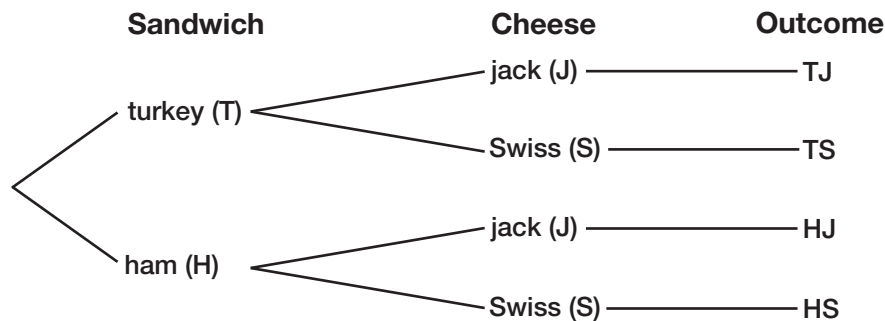 Sandwich Cheese Outcome
jack (J) TJ
turkey (T)
Swiss (S) TS
jack (J) HJ
ham (H)
Swiss (S) HS